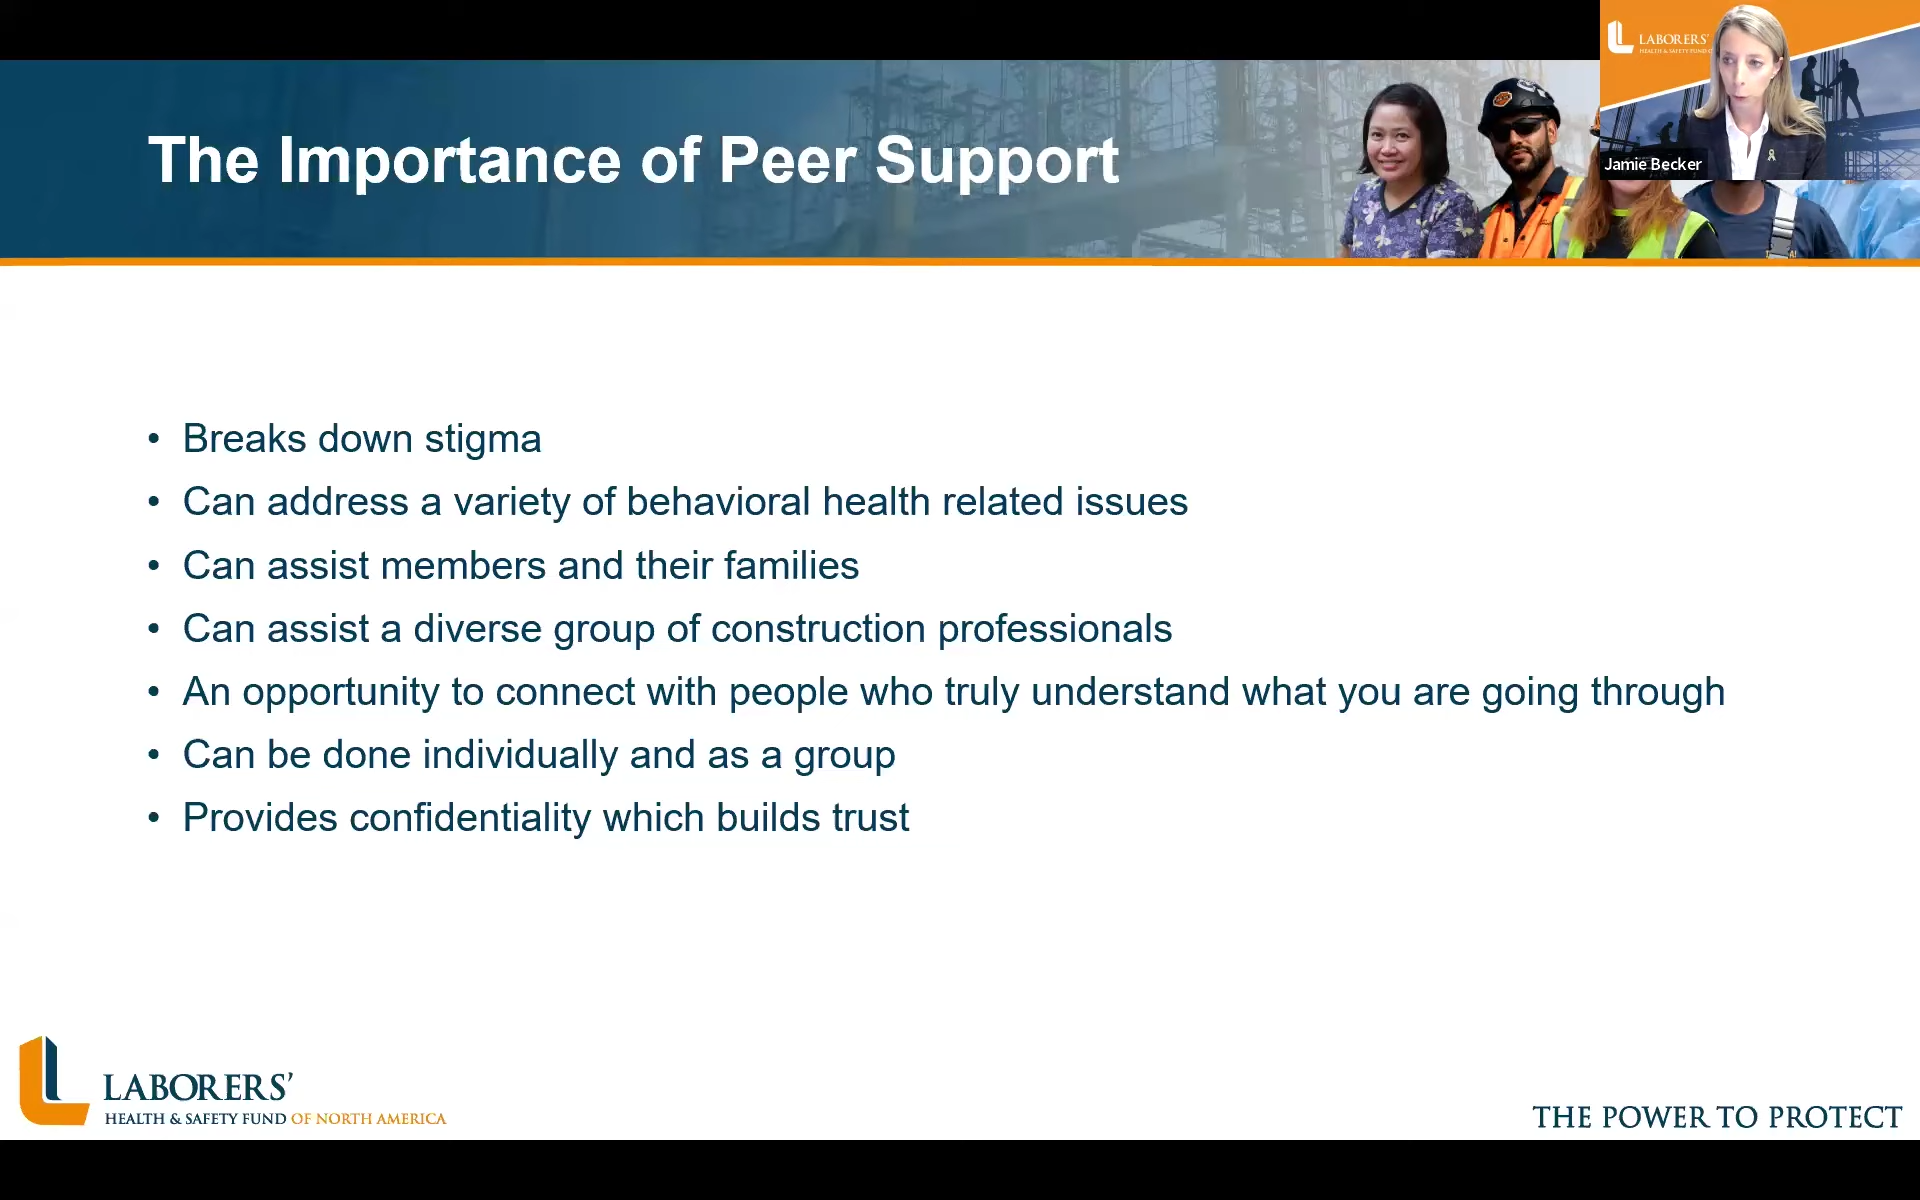 LABORERS'
HEALTH & SAFETY FUND
Jamie Becker
The Importance of Peer Support
• Breaks down stigma
• Can address a variety of behavioral health related issues
• Can assist members and their families
• Can assist a diverse group of construction professionals
• An opportunity to connect with people who truly understand what you are going through
• Can be done individually and as a group
• Provides confidentiality which builds trust
LABORERS'
HEALTH & SAFETY FUND OF NORTH AMERICA
THE POWER TO PROTECT